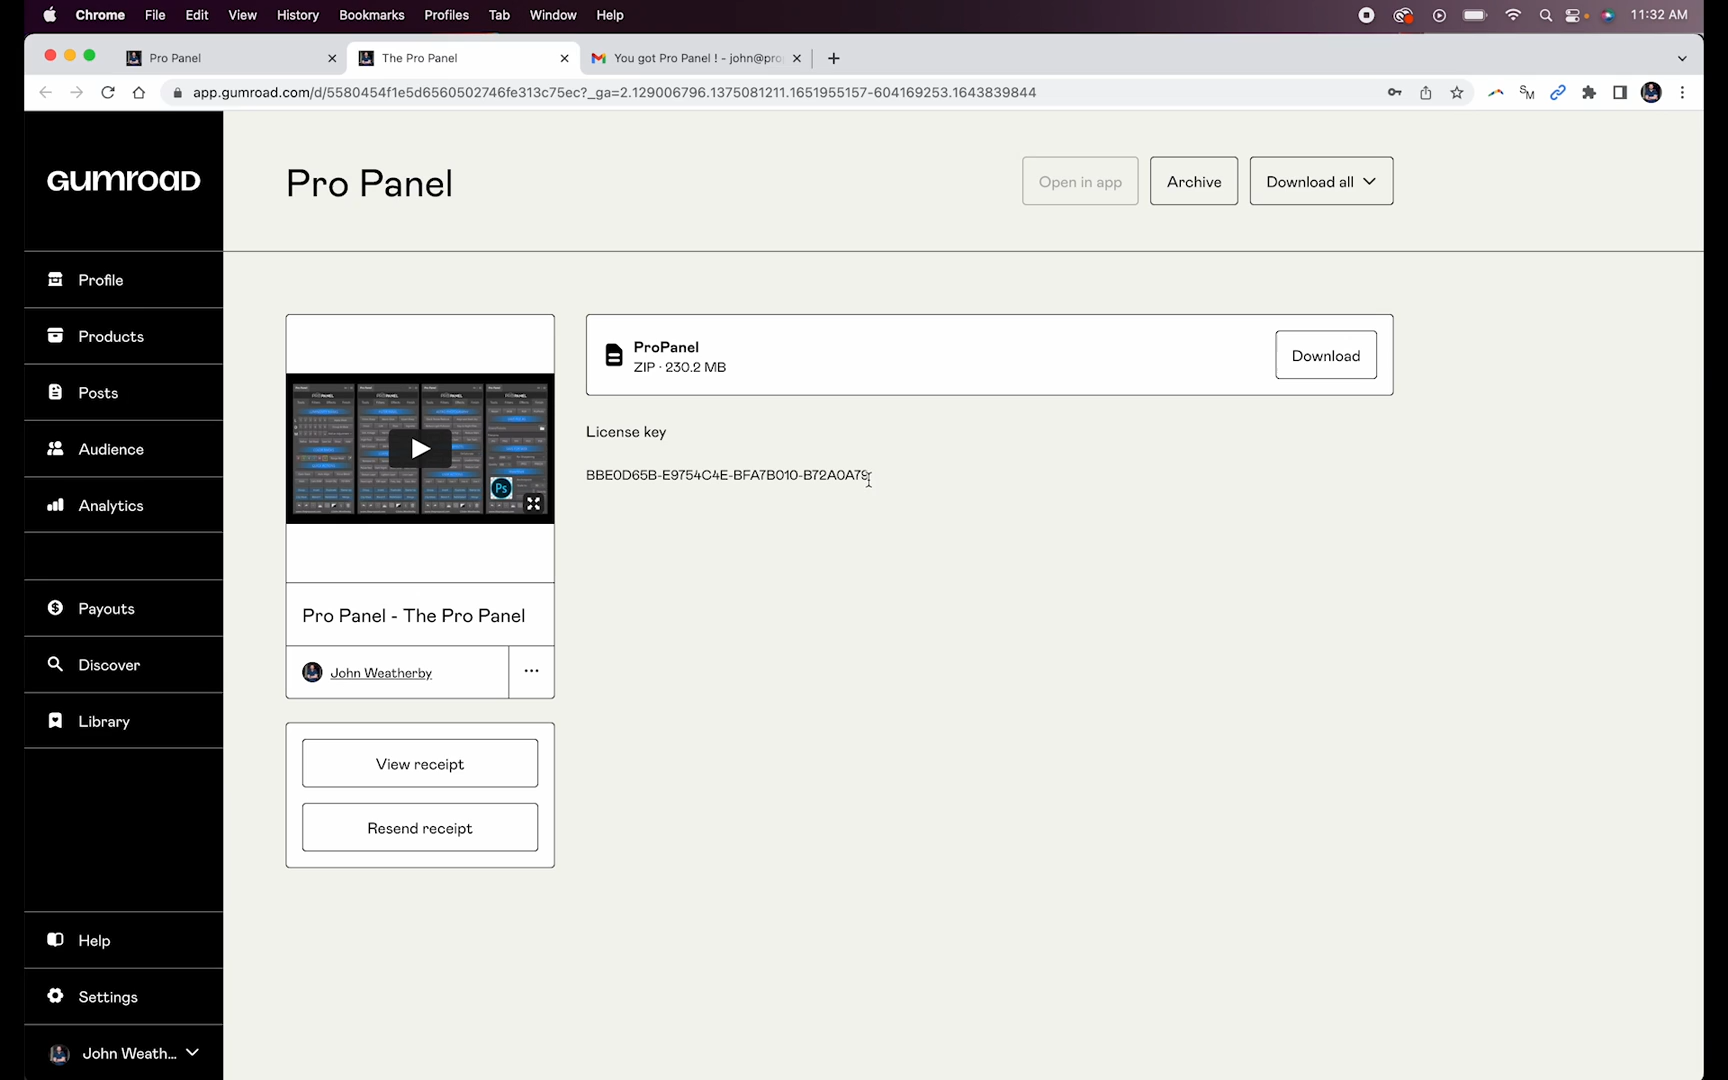 Chrome File Edit View History Bookmarks Profiles Tab Window Help 11:32 AM
Pro Panel The Pro Panel You got Pro Panel ! - john@pro
app.gumroad.com/d/5580454f1e5d6560502746fe313c75ec?_ga=2.129006796.1375081211.1651955157-604169253.1643839844
GUMROAD
Pro Panel
Open in app Archive Download all
Profile
Products
Posts
Audience
Analytics
Payouts
Discover
Library
Help
Settings
John Weath...
Ps
Pro Panel - The Pro Panel
John Weatherby
View receipt
Resend receipt
ProPanel
ZIP · 230.2 MB
Download
License key
BBE0D65B-E9754C4E-BFA7B010-B72A0A79